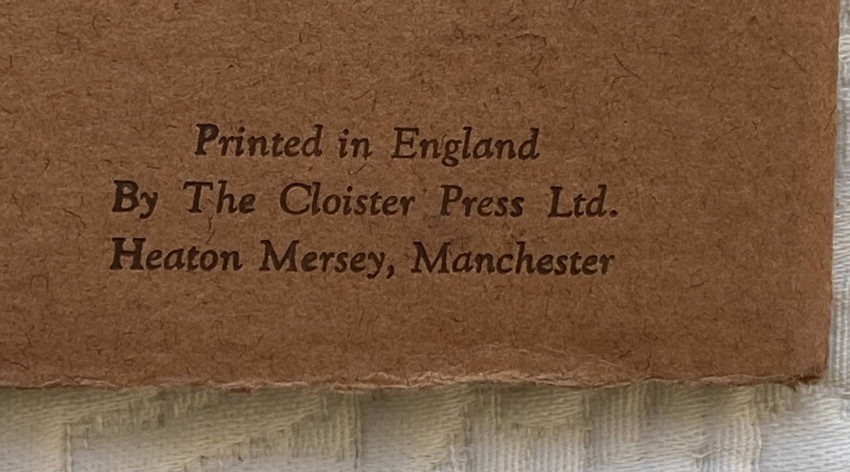 Printed in England
By The Cloister Press Ltd.
Heaton Mersey, Manchester